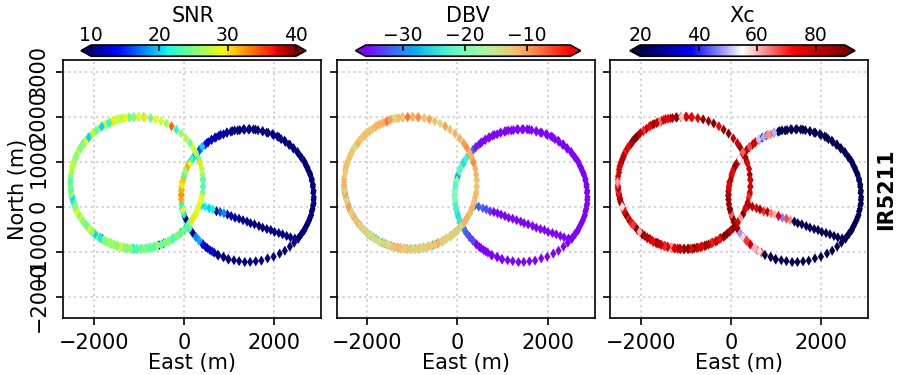 SNR
DBV
Xc
10 20 30 40
−30 −20 −10
20 40 60 80
3000
2000
1000
0
−1000
−2000
North (m)
−2000 0 2000
−2000 0 2000
−2000 0 2000
East (m)
East (m)
East (m)
IR5211